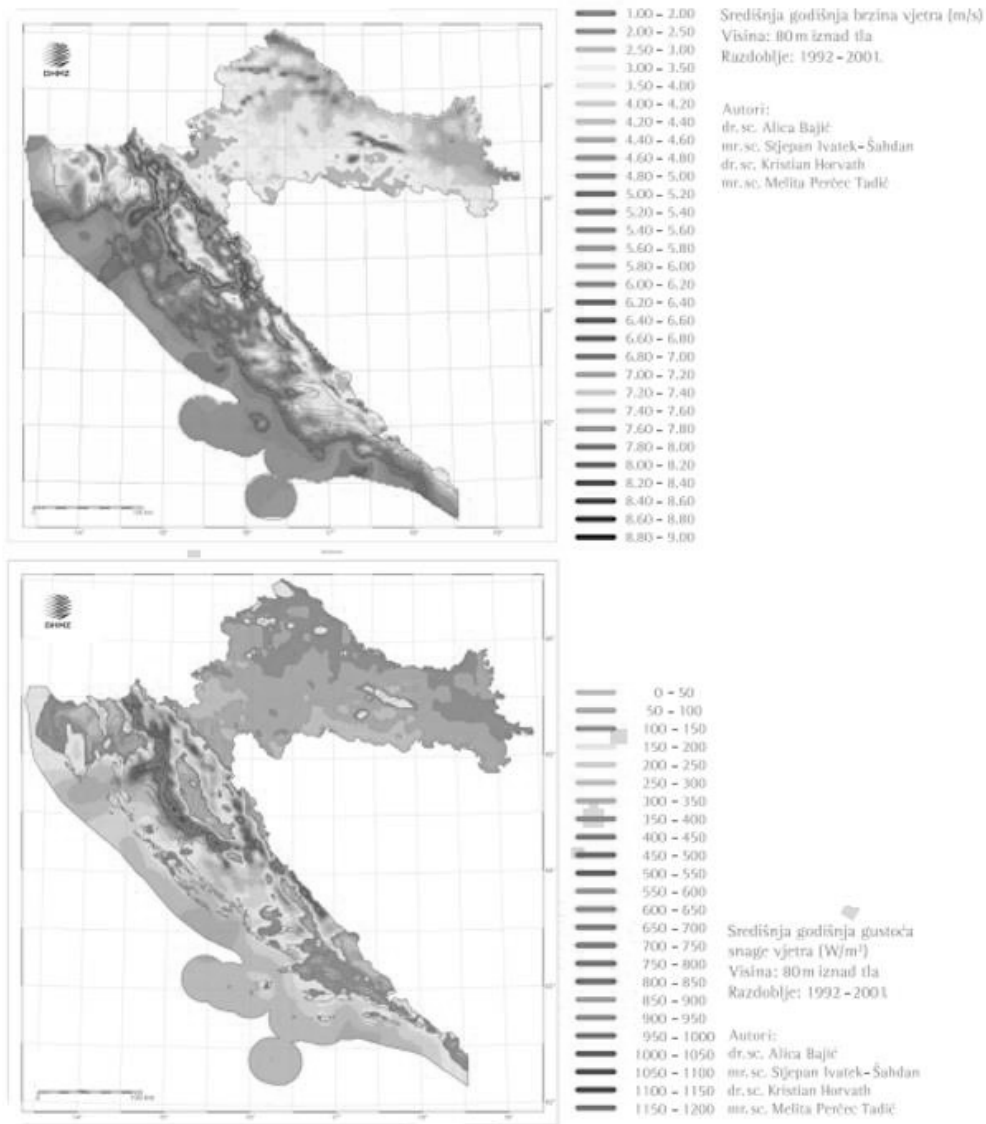 DHMZ
1.00 - 2.00
2.00 - 2.50
2.50 - 3.00
3.00 - 3.50
3.50 - 4.00
4.00 - 4.20
4.20 - 4.40
4.40 - 4.60
4.60 - 4.80
4.80 - 5.00
5.00 - 5.20
5.20 - 5.40
5.40 - 5.60
5.60 - 5.80
5.80 - 6.00
6.00 - 6.20
6.20 - 6.40
6.40 - 6.60
6.60 - 6.80
6.80 - 7.00
7.00 - 7.20
7.20 - 7.40
7.40 - 7.60
7.60 - 7.80
7.80 - 8.00
8.00 - 8.20
8.20 - 8.40
8.40 - 8.60
8.60 - 8.80
8.80 - 9.00
Središnja godišnja brzina vjetra (m/s)
Visina: 80 m iznad tla
Razdoblje: 1992 - 2001.
Autori:
dr. sc. Alica Bajić
mr. sc. Stjepan Ivatek-Šahdan
dr. sc. Kristian Horvath
mr. sc. Melita Perčec Tadić
DHMZ
0 - 50
50 - 100
100 - 150
150 - 200
200 - 250
250 - 300
300 - 350
350 - 400
400 - 450
450 - 500
500 - 550
550 - 600
600 - 650
650 - 700
700 - 750
750 - 800
800 - 850
850 - 900
900 - 950
950 - 1000
1000 - 1050
1050 - 1100
1100 - 1150
1150 - 1200
Središnja godišnja gustoća
snage vjetra (W/m²)
Visina: 80 m iznad tla
Razdoblje: 1992 - 2001.
Autori:
dr. sc. Alica Bajić
mr. sc. Stjepan Ivatek-Šahdan
dr. sc. Kristian Horvath
mr. sc. Melita Perčec Tadić